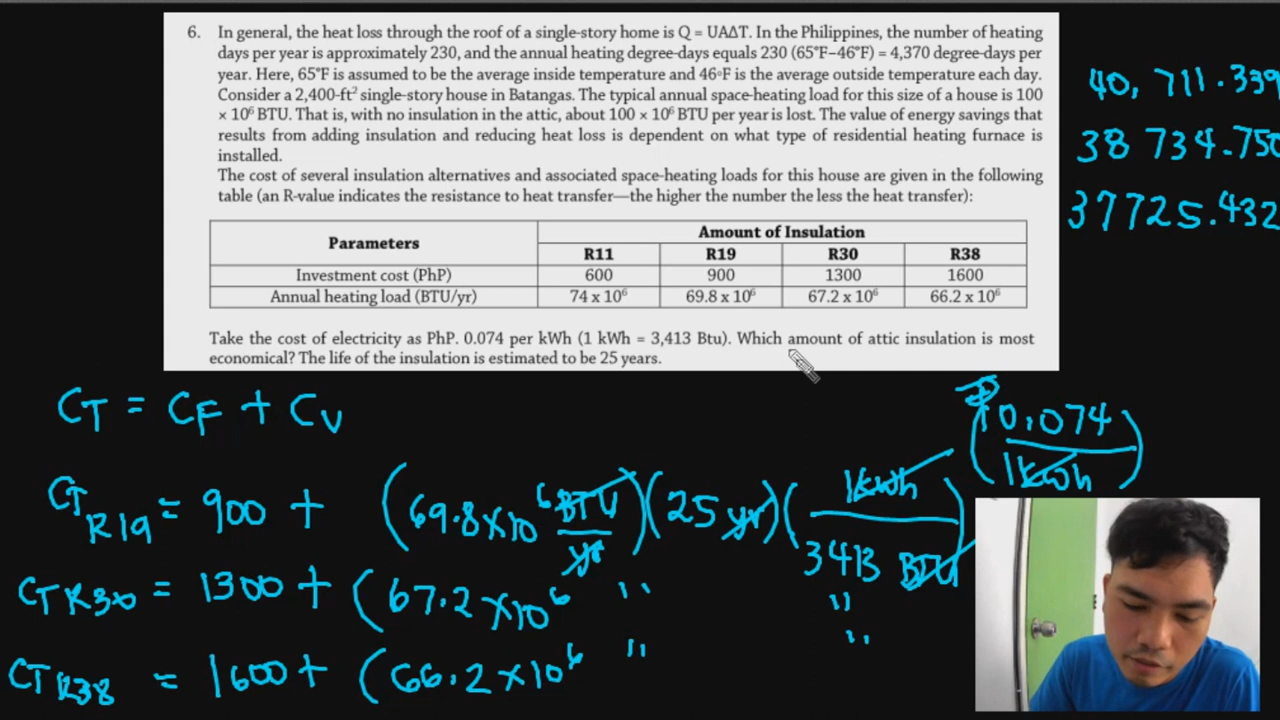 6. In general, the heat loss through the roof of a single-story home is Q = UAΔT. In the Philippines, the number of heating
days per year is approximately 230, and the annual heating degree-days equals 230 (65°F−46°F) = 4,370 degree-days per
year. Here, 65°F is assumed to be the average inside temperature and 46◦F is the average outside temperature each day.
Consider a 2,400-ft² single-story house in Batangas. The typical annual space-heating load for this size of a house is 100
× 10⁶ BTU. That is, with no insulation in the attic, about 100 × 10⁶ BTU per year is lost. The value of energy savings that
results from adding insulation and reducing heat loss is dependent on what type of residential heating furnace is
installed.
The cost of several insulation alternatives and associated space-heating loads for this house are given in the following
table (an R-value indicates the resistance to heat transfer—the higher the number the less the heat transfer):
Parameters Amount of Insulation
R11 R19 R30 R38
Investment cost (PhP) 600 900 1300 1600
Annual heating load (BTU/yr) 74 x 10⁶ 69.8 x 10⁶ 67.2 x 10⁶ 66.2 x 10⁶
Take the cost of electricity as PhP. 0.074 per kWh (1 kWh = 3,413 Btu). Which amount of attic insulation is most
economical? The life of the insulation is estimated to be 25 years.
40, 711.339
38 734.750
37725.432
CT = CF + CV
CT R19 = 900 + (69.8×10⁶ BTU/yr)(25 yr)(1kwh/3413 BTU)(₱0.074/1kwh)
CT R30 = 1300 + (67.2×10⁶ " "
CT R38 = 1600 + (66.2×10⁶ " "